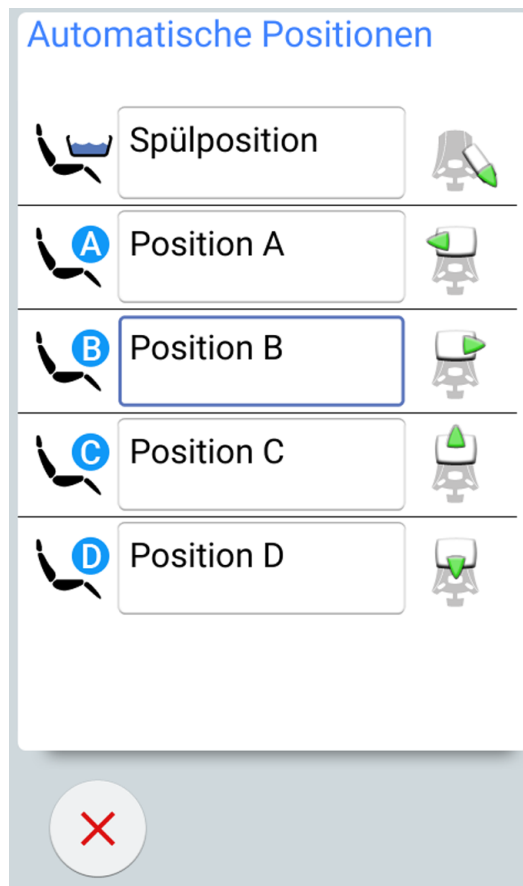 Automatische Positionen
Spülposition
A Position A
B Position B
C Position C
D Position D